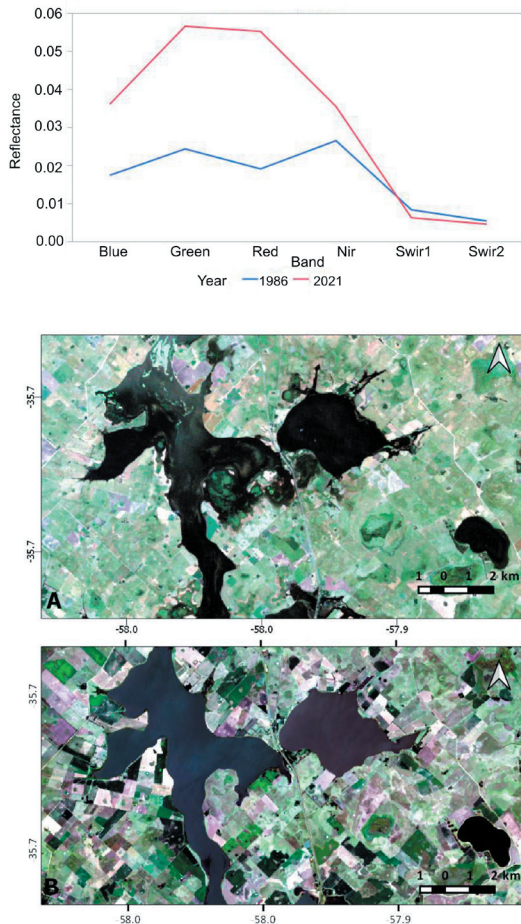 0.06
0.05
0.04
0.03
0.02
0.01
0.00
Reflectance
Blue Green Red Nir Swir1 Swir2
Band
Year 1986 2021
-35.7
-35.7
A
1 0 1 2 km
-58.0 -58.0 -57.9
35.7
35.7
B
1 0 1 2 km
-58.0 -58.0 -57.9